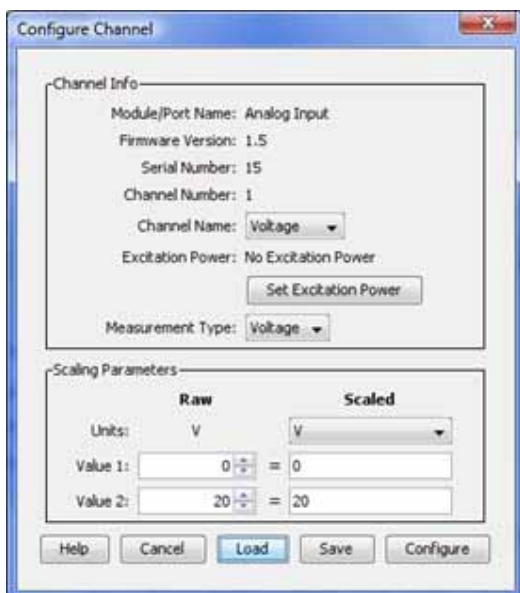 Configure Channel
Channel Info
Module/Port Name: Analog Input
Firmware Version: 1.5
Serial Number: 15
Channel Number: 1
Channel Name: Voltage
Excitation Power: No Excitation Power
Set Excitation Power
Measurement Type: Voltage
Scaling Parameters
Raw Scaled
Units: V V
Value 1: 0 = 0
Value 2: 20 = 20
Help Cancel Load Save Configure